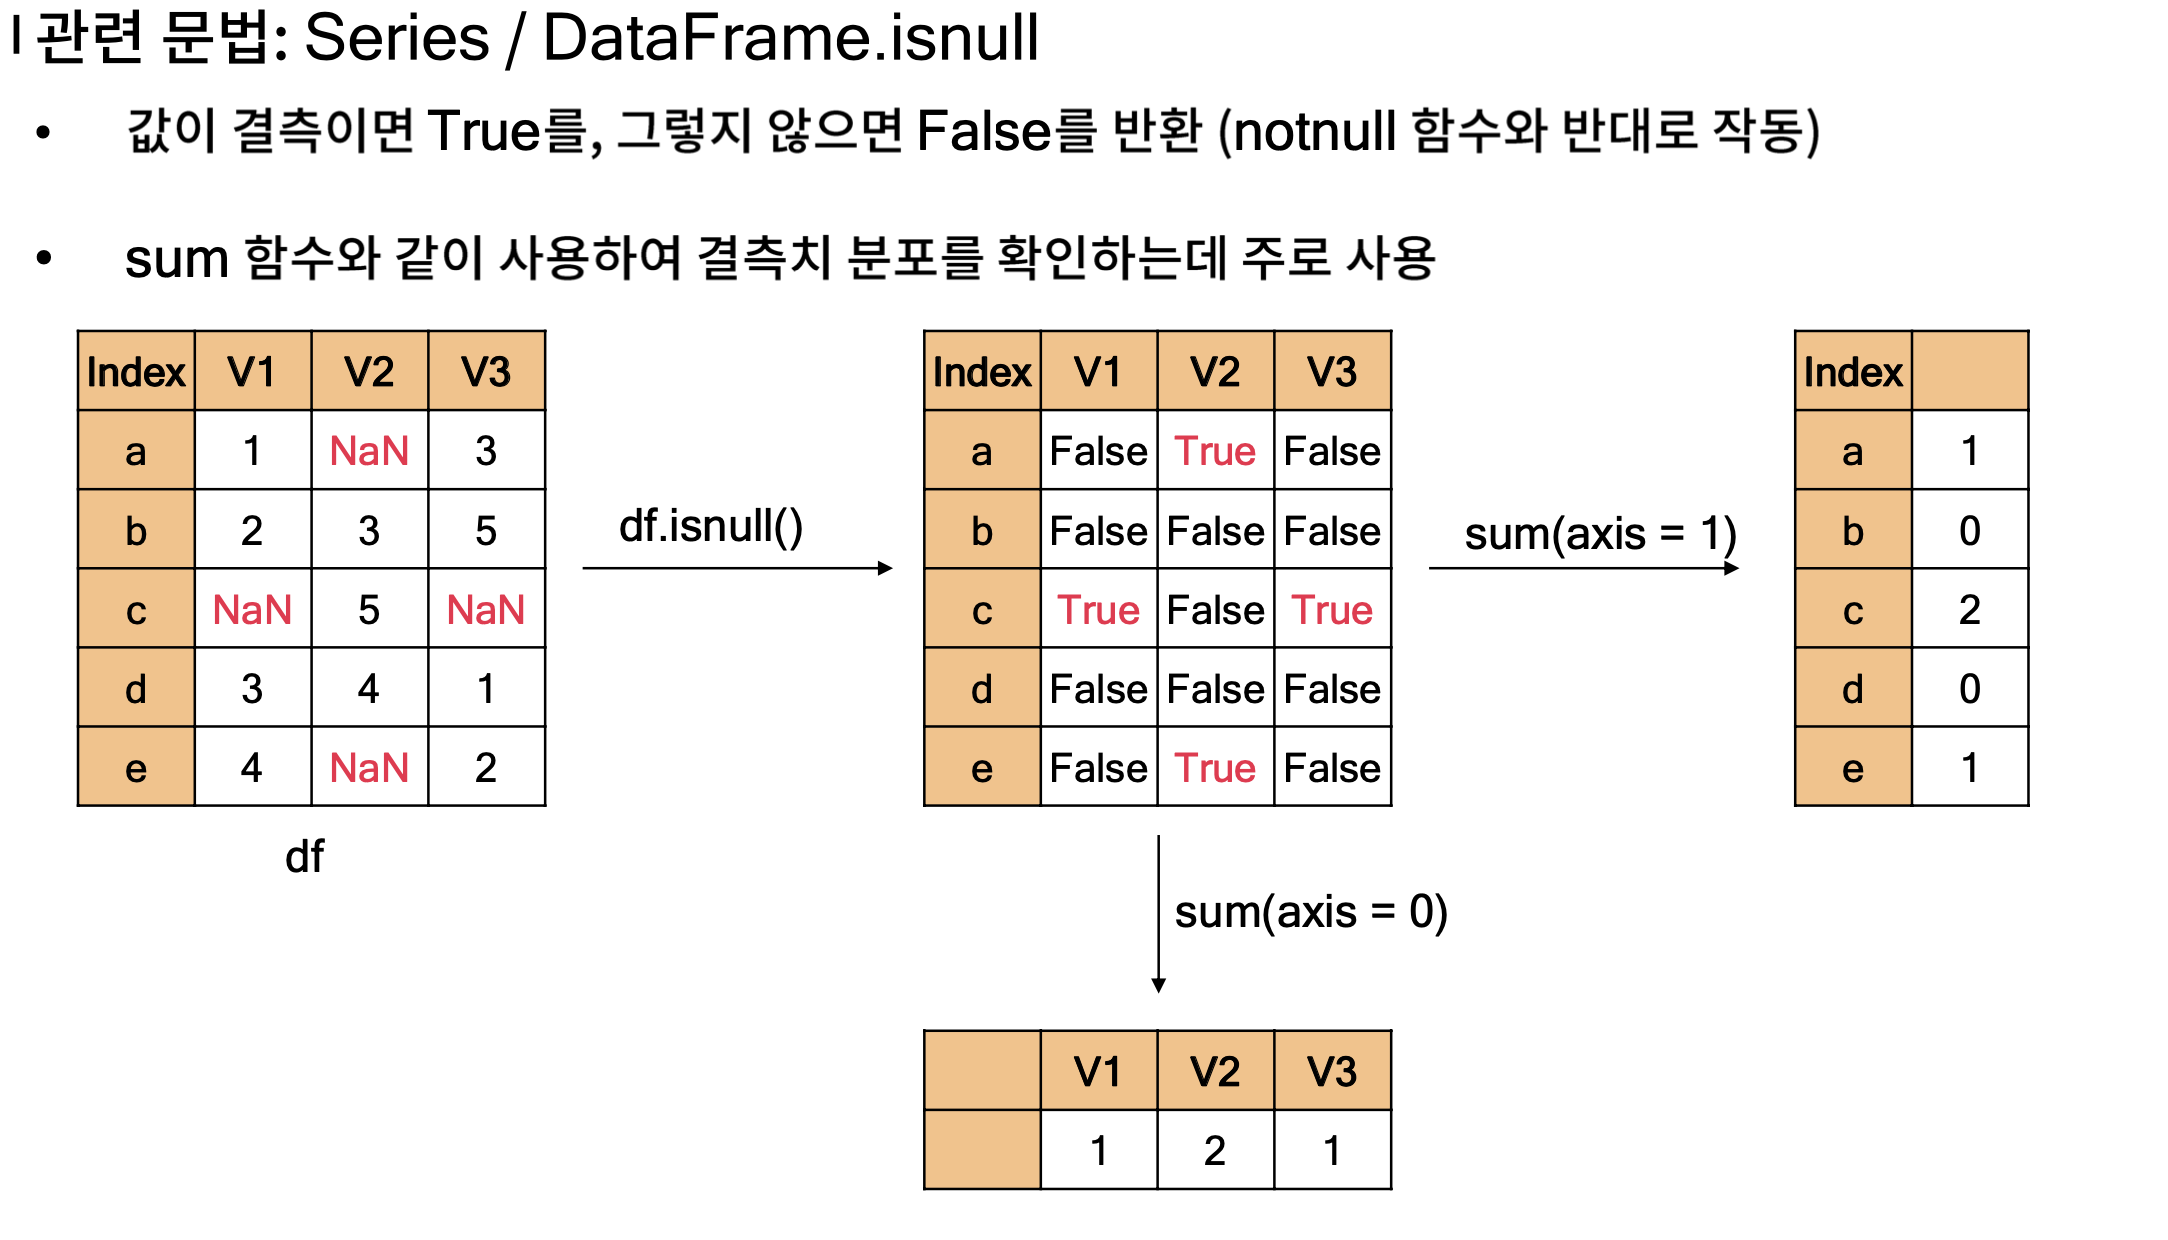 | 관련 문법: Series / DataFrame.isnull
• 값이 결측이면 True를, 그렇지 않으면 False를 반환 (notnull 함수와 반대로 작동)
• sum 함수와 같이 사용하여 결측치 분포를 확인하는데 주로 사용
Index V1 V2 V3
a 1 NaN 3
b 2 3 5
c NaN 5 NaN
d 3 4 1
e 4 NaN 2
df
df.isnull()
Index V1 V2 V3
a False True False
b False False False
c True False True
d False False False
e False True False
sum(axis = 1)
Index
a 1
b 0
c 2
d 0
e 1
sum(axis = 0)
V1 V2 V3
1 2 1